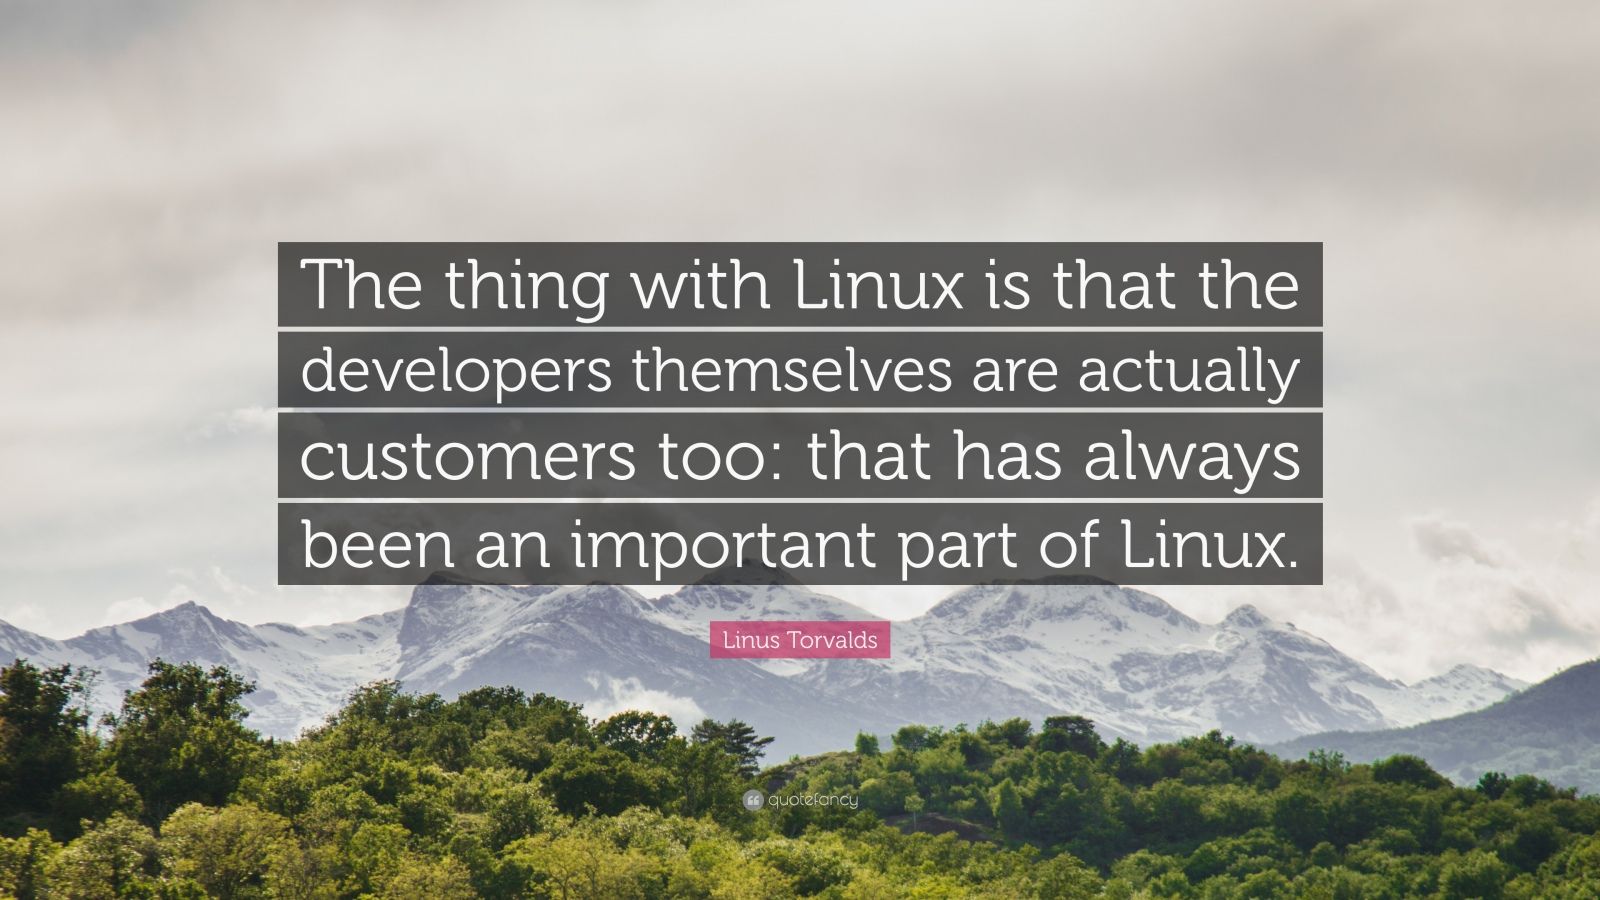 The thing with Linux is that the
developers themselves are actually
customers too: that has always
been an important part of Linux.
Linus Torvalds
quotefancy